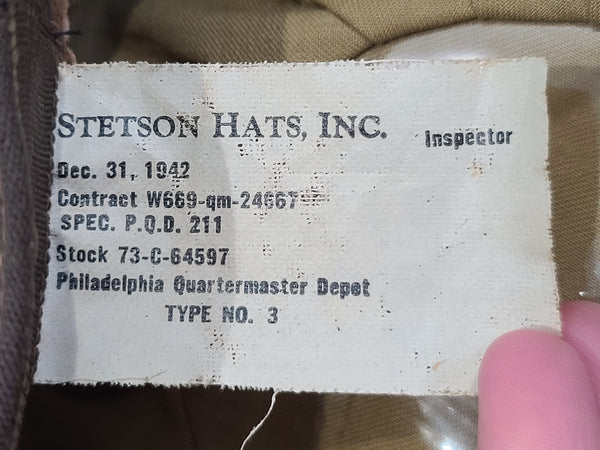 STETSON HATS, INC. Inspector
Dec. 31, 1942
Contract W669-qm-24667
SPEC. P.Q.D. 211
Stock 73-C-64597
Philadelphia Quartermaster Depot
TYPE NO. 3